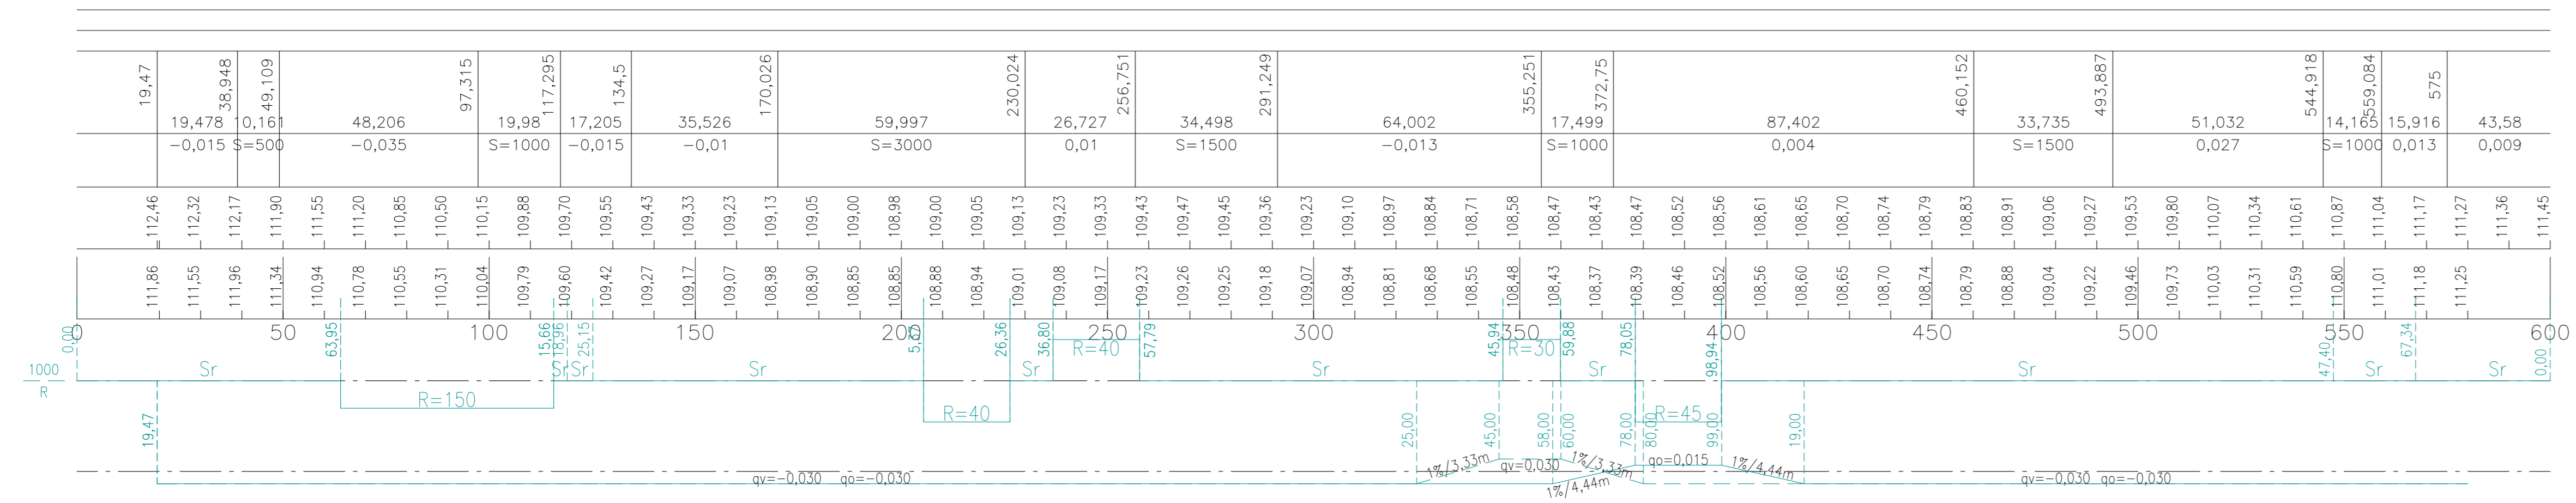 19,47 38,948 49,109 97,315 117,295 134,5 170,026 230,024 256,751 291,249 355,251 372,75 460,152 493,887 544,918 559,084 575
19,478 10,161 48,206 19,98 17,205 35,526 59,997 26,727 34,498 64,002 17,499 87,402 33,735 51,032 14,165 15,916 43,58
-0,015 S=500 -0,035 S=1000 -0,015 -0,01 S=3000 0,01 S=1500 -0,013 S=1000 0,004 S=1500 0,027 S=1000 0,013 0,009
112,46 112,32 112,17 111,90 111,55 111,20 110,85 110,50 110,15 109,88 109,70 109,55 109,43 109,33 109,23 109,13 109,05 109,00 108,98 109,00 109,05 109,13 109,23 109,33 109,43 109,47 109,45 109,36 109,23 109,10 108,97 108,84 108,71 108,58 108,47 108,43 108,47 108,52 108,56 108,61 108,65 108,70 108,74 108,79 108,83 108,91 109,06 109,27 109,53 109,80 110,07 110,34 110,61 110,87 111,04 111,17 111,27 111,36 111,45
111,86 111,55 111,96 111,34 110,94 110,78 110,55 110,31 110,04 109,79 109,60 109,42 109,27 109,17 109,07 108,98 108,90 108,85 108,85 108,88 108,94 109,01 109,08 109,17 109,23 109,26 109,25 109,18 109,07 108,94 108,81 108,68 108,55 108,48 108,43 108,37 108,39 108,46 108,52 108,56 108,60 108,65 108,70 108,74 108,79 108,88 109,04 109,22 109,46 109,73 110,03 110,31 110,59 110,80 111,01 111,18 111,25
0 50 100 150 200 250 300 350 400 450 500 550 600
0,00 63,95 15,66 18,96 25,15 5,37 26,36 36,80 57,79 45,94 59,88 78,05 98,94 47,40 67,34 0,00
R=40 R=30
1000 Sr Sr Sr Sr Sr Sr Sr Sr Sr Sr
R
R=150 R=40 R=45
19,47 25,00 45,00 58,00 60,00 78,00 80,00 99,00 19,00
1%/3,33m qv=0,030 1%/3,33m qo=0,015 1%/4,44m
qv=-0,030 qo=-0,030 1%/4,44m qv=-0,030 qo=-0,030